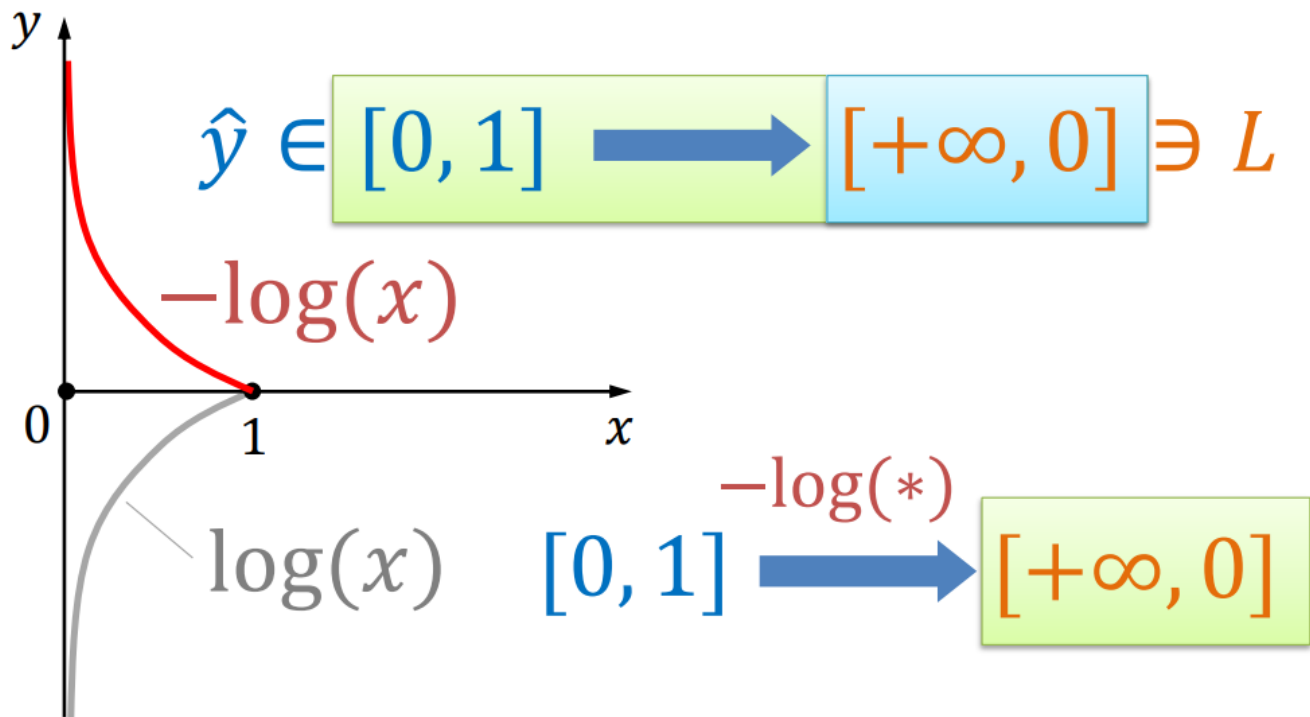 y
ŷ ∈ [0, 1] [+∞, 0] ∋ L
−log(x)
0 1 x
−log(∗)
log(x) [0, 1] [+∞, 0]